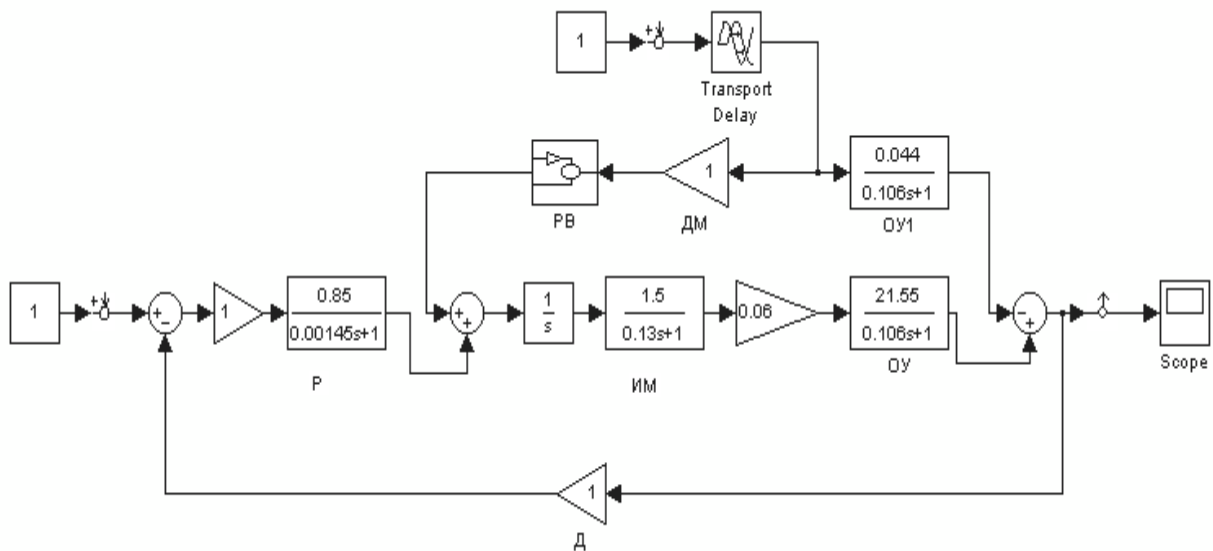 1
+
Transport
Delay
РВ
1
ДМ
0.044
0.106s+1
ОУ1
1
+
+
−
1
0.85
0.00145s+1
Р
+
+
1
s
1.5
0.13s+1
ИМ
0.06
21.55
0.106s+1
ОУ
−
+
Scope
1
Д